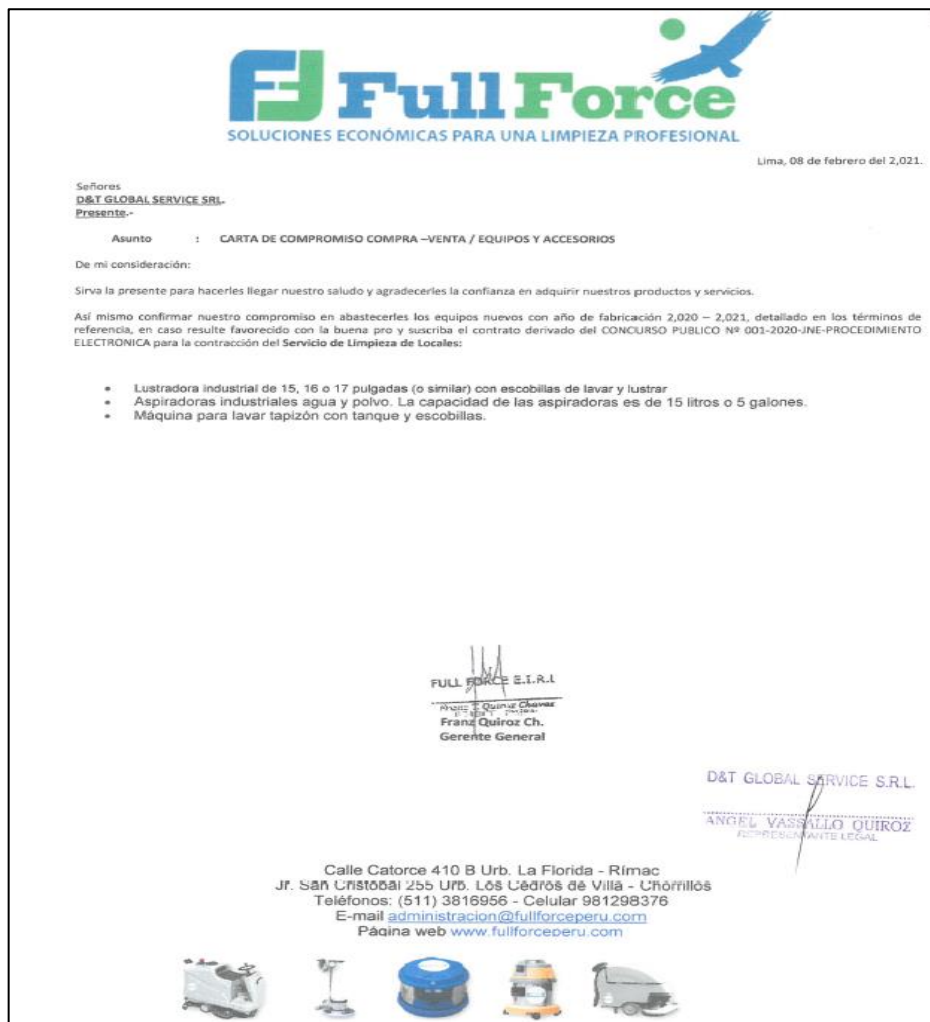 FullForce
SOLUCIONES ECONÓMICAS PARA UNA LIMPIEZA PROFESIONAL
Lima, 08 de febrero del 2,021.
Señores
D&T GLOBAL SERVICE SRL.
Presente.-
Asunto : CARTA DE COMPROMISO COMPRA –VENTA / EQUIPOS Y ACCESORIOS
De mi consideración:
Sirva la presente para hacerles llegar nuestro saludo y agradecerles la confianza en adquirir nuestros productos y servicios.
Así mismo confirmar nuestro compromiso en abastecerles los equipos nuevos con año de fabricación 2,020 – 2,021, detallado en los términos de
referencia, en caso resulte favorecido con la buena pro y suscriba el contrato derivado del CONCURSO PUBLICO Nº 001-2020-JNE-PROCEDIMIENTO
ELECTRONICA para la contracción del Servicio de Limpieza de Locales:
• Lustradora industrial de 15, 16 o 17 pulgadas (o similar) con escobillas de lavar y lustrar
• Aspiradoras industriales agua y polvo. La capacidad de las aspiradoras es de 15 litros o 5 galones.
• Máquina para lavar tapizón con tanque y escobillas.
FULL FORCE E.I.R.L
Franz Quiroz Chavez
Franz Quiroz Ch.
Gerente General
D&T GLOBAL SERVICE S.R.L.
ANGEL VASSALLO QUIROZ
REPRESENTANTE LEGAL
Calle Catorce 410 B Urb. La Florida - Rímac
Jr. San Cristóbal 255 Urb. Los Cedros de Villa - Chorrillos
Teléfonos: (511) 3816956 - Celular 981298376
E-mail administracion@fullforceperu.com
Página web www.fullforceperu.com